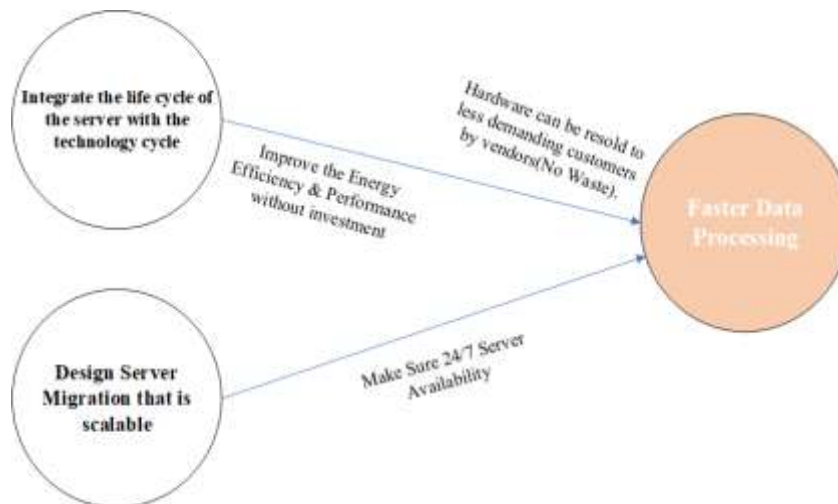 Integrate the life cycle of
the server with the
technology cycle
Hardware can be resold to
less demanding customers
by vendors(No Waste).
Improve the Energy
Efficiency & Performance
without investment
Faster Data
Processing
Design Server
Migration that is
scalable
Make Sure 24/7 Server
Availability